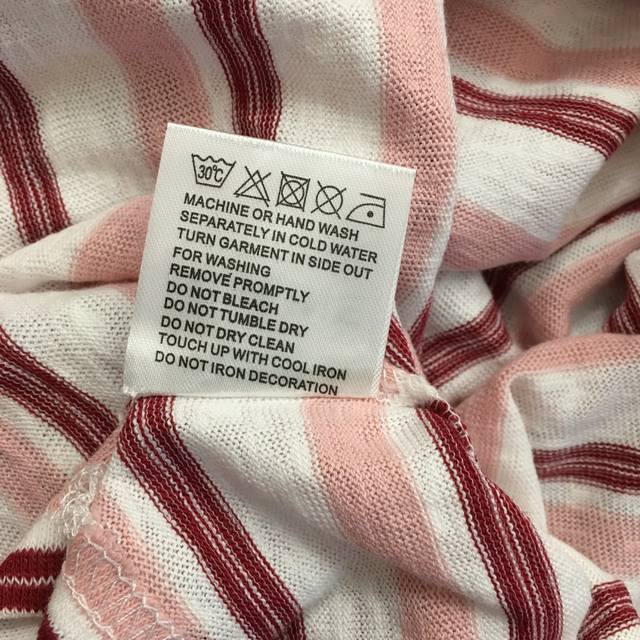 30°C
MACHINE OR HAND WASH
SEPARATELY IN COLD WATER
TURN GARMENT IN SIDE OUT
FOR WASHING
REMOVE PROMPTLY
DO NOT BLEACH
DO NOT TUMBLE DRY
DO NOT DRY CLEAN
TOUCH UP WITH COOL IRON
DO NOT IRON DECORATION